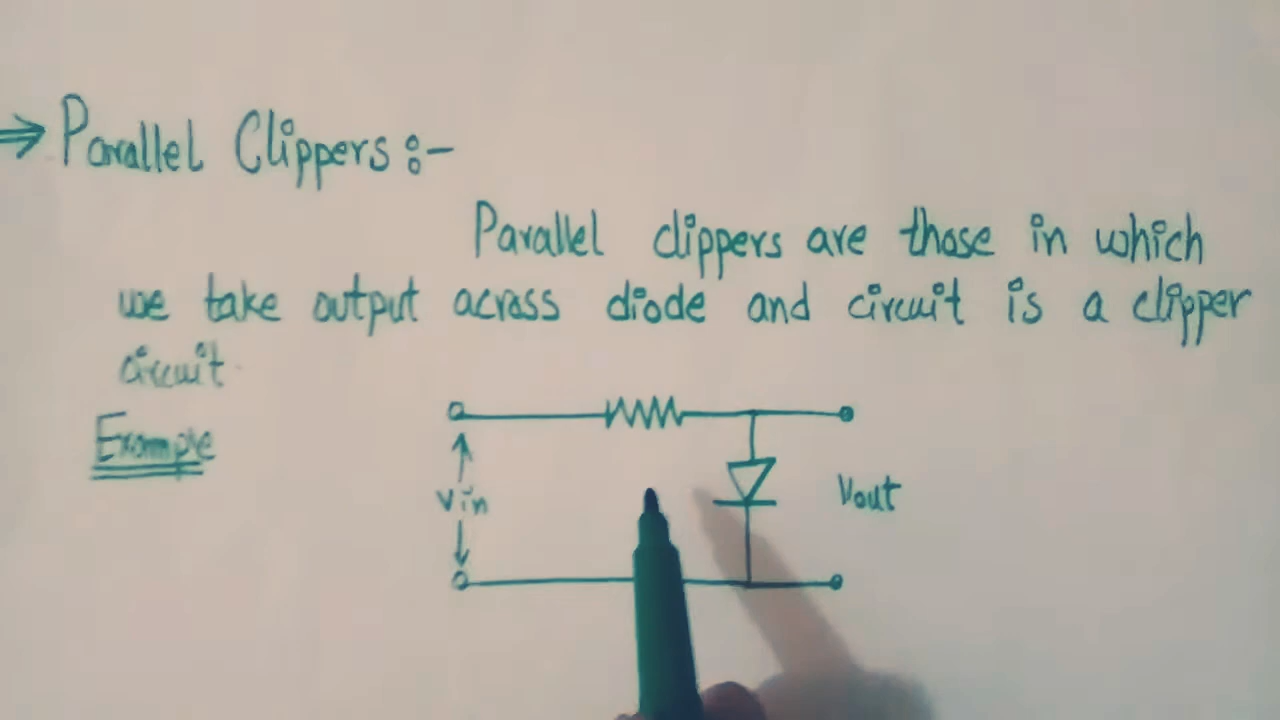 ⇒ Parallel Clippers :-
Parallel clippers are those in which
we take output across diode and circuit is a clipper
circuit.
Example
Vin
Vout